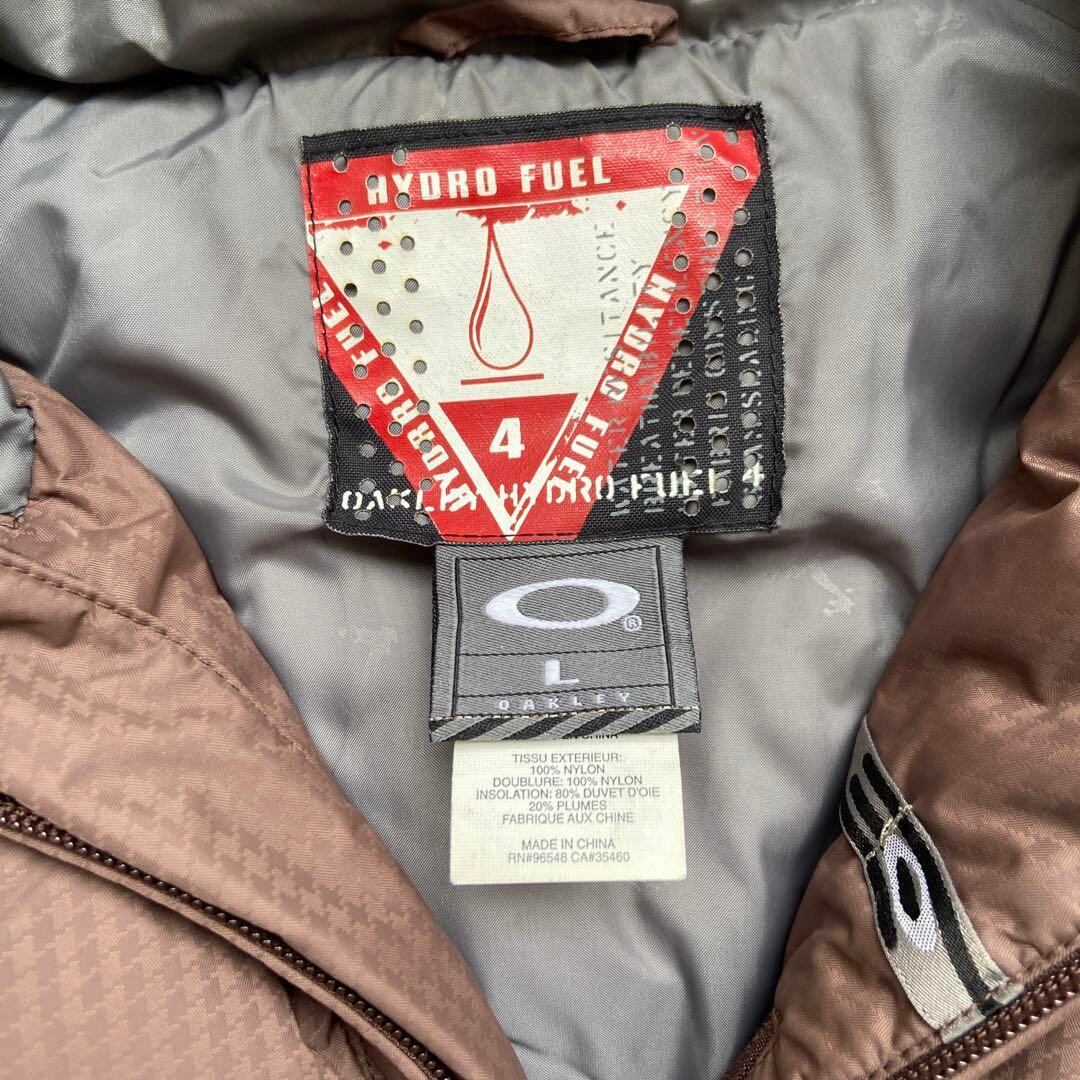 HYDRO FUEL
HYDRO FUEL
HYDRO FUEL
4
OAKLEY HYDRO FUEL 4
®
L
OAKLEY
TISSU EXTERIEUR:
100% NYLON
DOUBLURE: 100% NYLON
INSOLATION: 80% DUVET D'OIE
20% PLUMES
FABRIQUE AUX CHINE
MADE IN CHINA
RN#96548 CA#35460